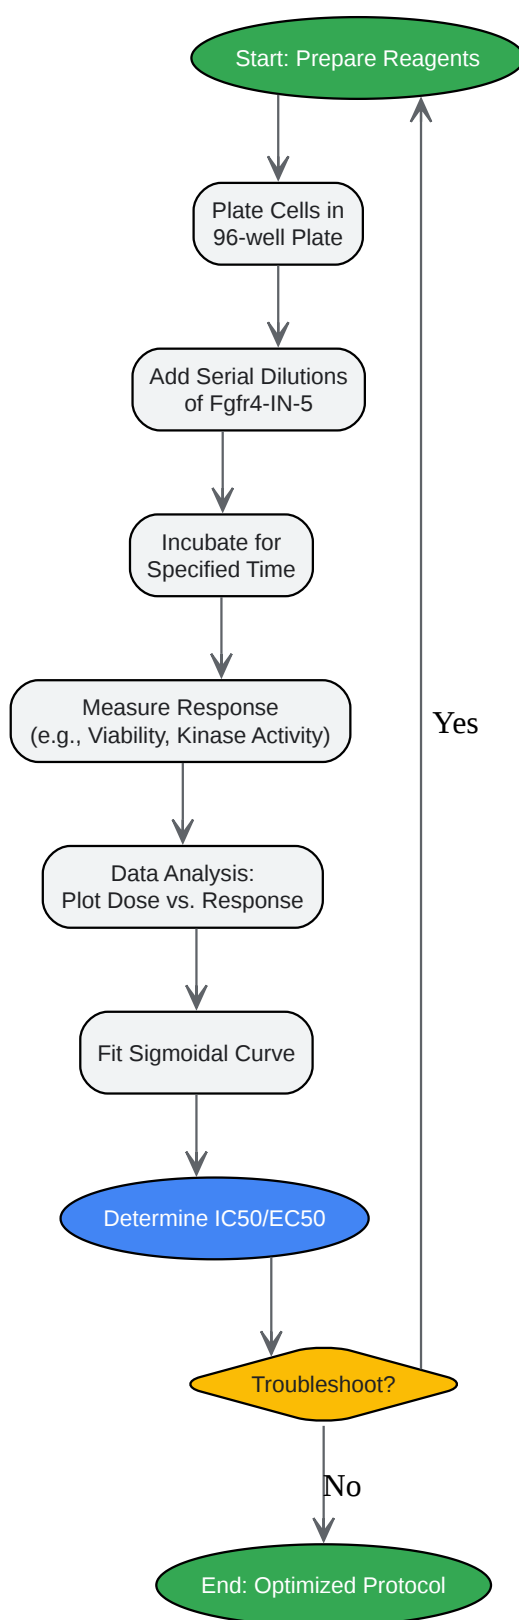 Start: Prepare Reagents
Plate Cells in
96-well Plate
Add Serial Dilutions
of Fgfr4-IN-5
Incubate for
Specified Time
Measure Response
(e.g., Viability, Kinase Activity)
Yes
Data Analysis:
Plot Dose vs. Response
Fit Sigmoidal Curve
Determine IC50/EC50
Troubleshoot?
No
End: Optimized Protocol